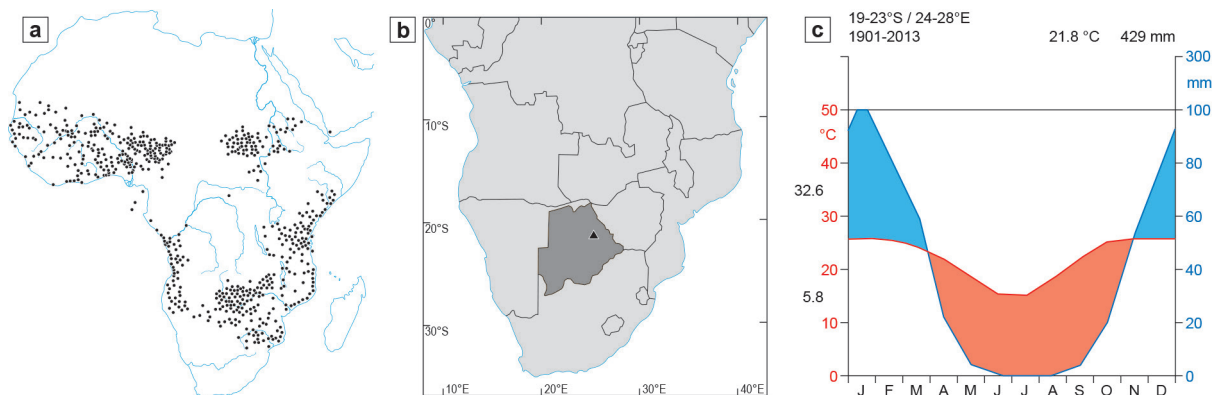 a
b
0°
10°S
20°S
30°S
10°E
20°E
30°E
40°E
c
19-23°S / 24-28°E
1901-2013
21.8 °C
429 mm
50
°C
40
32.6
30
20
5.8
10
0
300
mm
100
80
60
40
20
0
J F M A M J J A S O N D